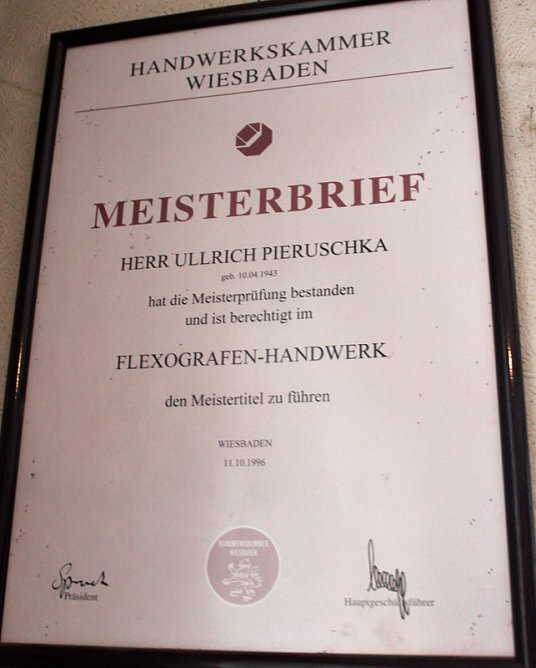 HANDWERKSKAMMER
WIESBADEN
MEISTERBRIEF
HERR ULLRICH PIERUSCHKA
geb. 10.04.1943
hat die Meisterprüfung bestanden
und ist berechtigt im
FLEXOGRAFEN-HANDWERK
den Meistertitel zu führen
WIESBADEN
11.10.1996
HANDWERKSKAMMER
WIESBADEN
Präsident
Hauptgeschäftsführer